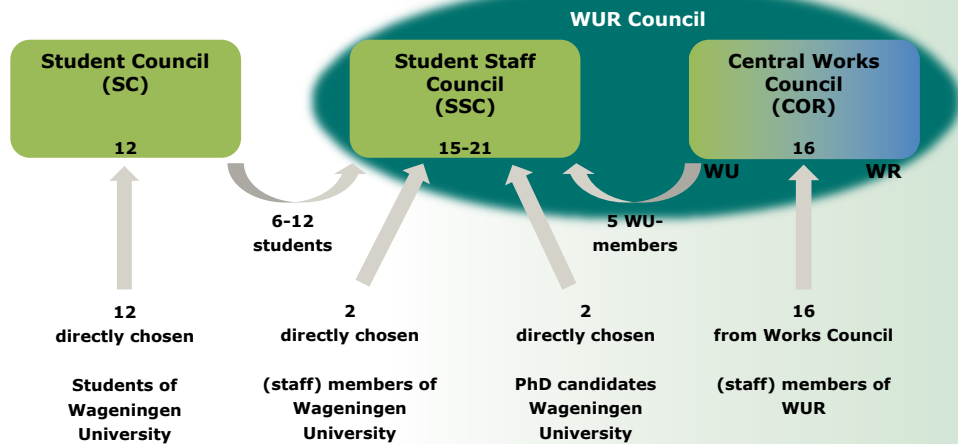 WUR Council
Student Council
(SC)
12
Student Staff
Council
(SSC)
15-21
Central Works
Council
(COR)
16
WU
WR
6-12
students
5 WU-
members
12
directly chosen
Students of
Wageningen
University
2
directly chosen
(staff) members of
Wageningen
University
2
directly chosen
PhD candidates
Wageningen
University
16
from Works Council
(staff) members of
WUR